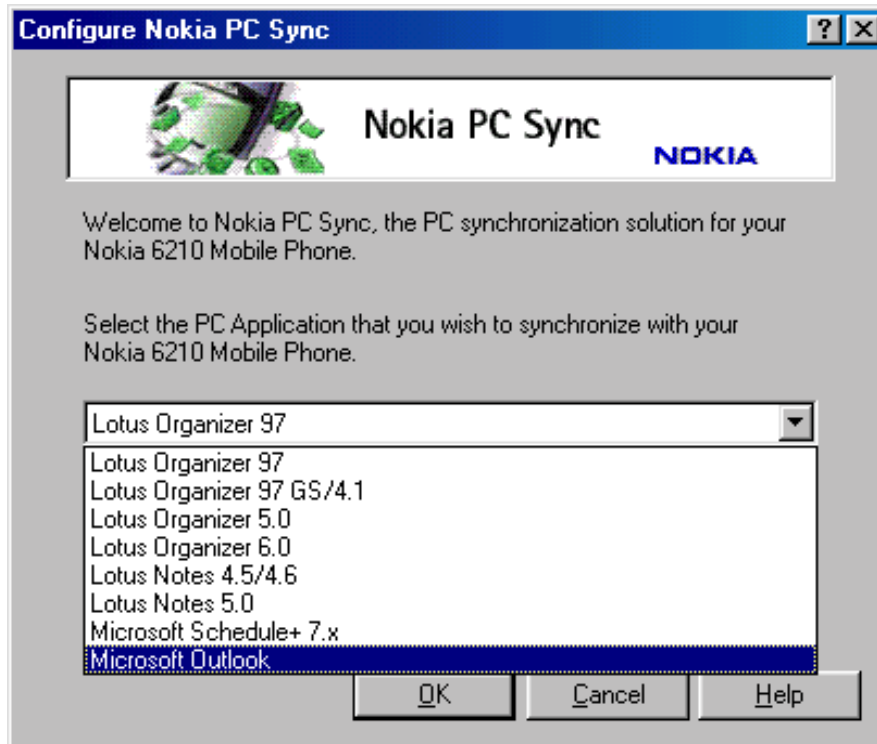 Configure Nokia PC Sync
Nokia PC Sync
NOKIA
Welcome to Nokia PC Sync, the PC synchronization solution for your
Nokia 6210 Mobile Phone.
Select the PC Application that you wish to synchronize with your
Nokia 6210 Mobile Phone.
Lotus Organizer 97
Lotus Organizer 97
Lotus Organizer 97 GS/4.1
Lotus Organizer 5.0
Lotus Organizer 6.0
Lotus Notes 4.5/4.6
Lotus Notes 5.0
Microsoft Schedule+ 7.x
Microsoft Outlook
OK Cancel Help